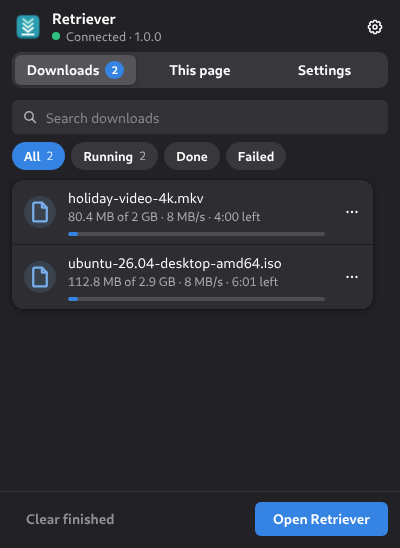 Retriever
Connected · 1.0.0
Downloads 2
This page
Settings
Search downloads
All 2
Running 2
Done
Failed
holiday-video-4k.mkv
80.4 MB of 2 GB · 8 MB/s · 4:00 left
ubuntu-26.04-desktop-amd64.iso
112.8 MB of 2.9 GB · 8 MB/s · 6:01 left
Clear finished
Open Retriever